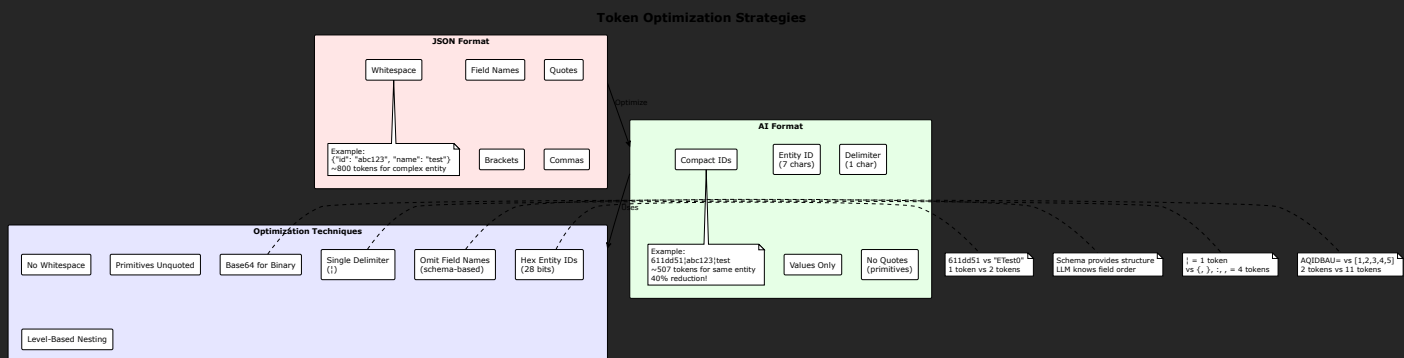 Token Optimization Strategies
JSON Format
Whitespace
Field Names
Quotes
Example:
{"id": "abc123", "name": "test"}
~800 tokens for complex entity
Brackets
Commas
Optimize
AI Format
Compact IDs
Entity ID
(7 chars)
Delimiter
(1 char)
Example:
611dd51¦abc123¦test
~507 tokens for same entity
40% reduction!
Values Only
No Quotes
(primitives)
Uses
Optimization Techniques
No Whitespace
Primitives Unquoted
Base64 for Binary
Single Delimiter
(¦)
Omit Field Names
(schema-based)
Hex Entity IDs
(28 bits)
Level-Based Nesting
611dd51 vs "ETest0"
1 token vs 2 tokens
Schema provides structure
LLM knows field order
¦ = 1 token
vs {, }, :, , = 4 tokens
AQIDBAU= vs [1,2,3,4,5]
2 tokens vs 11 tokens